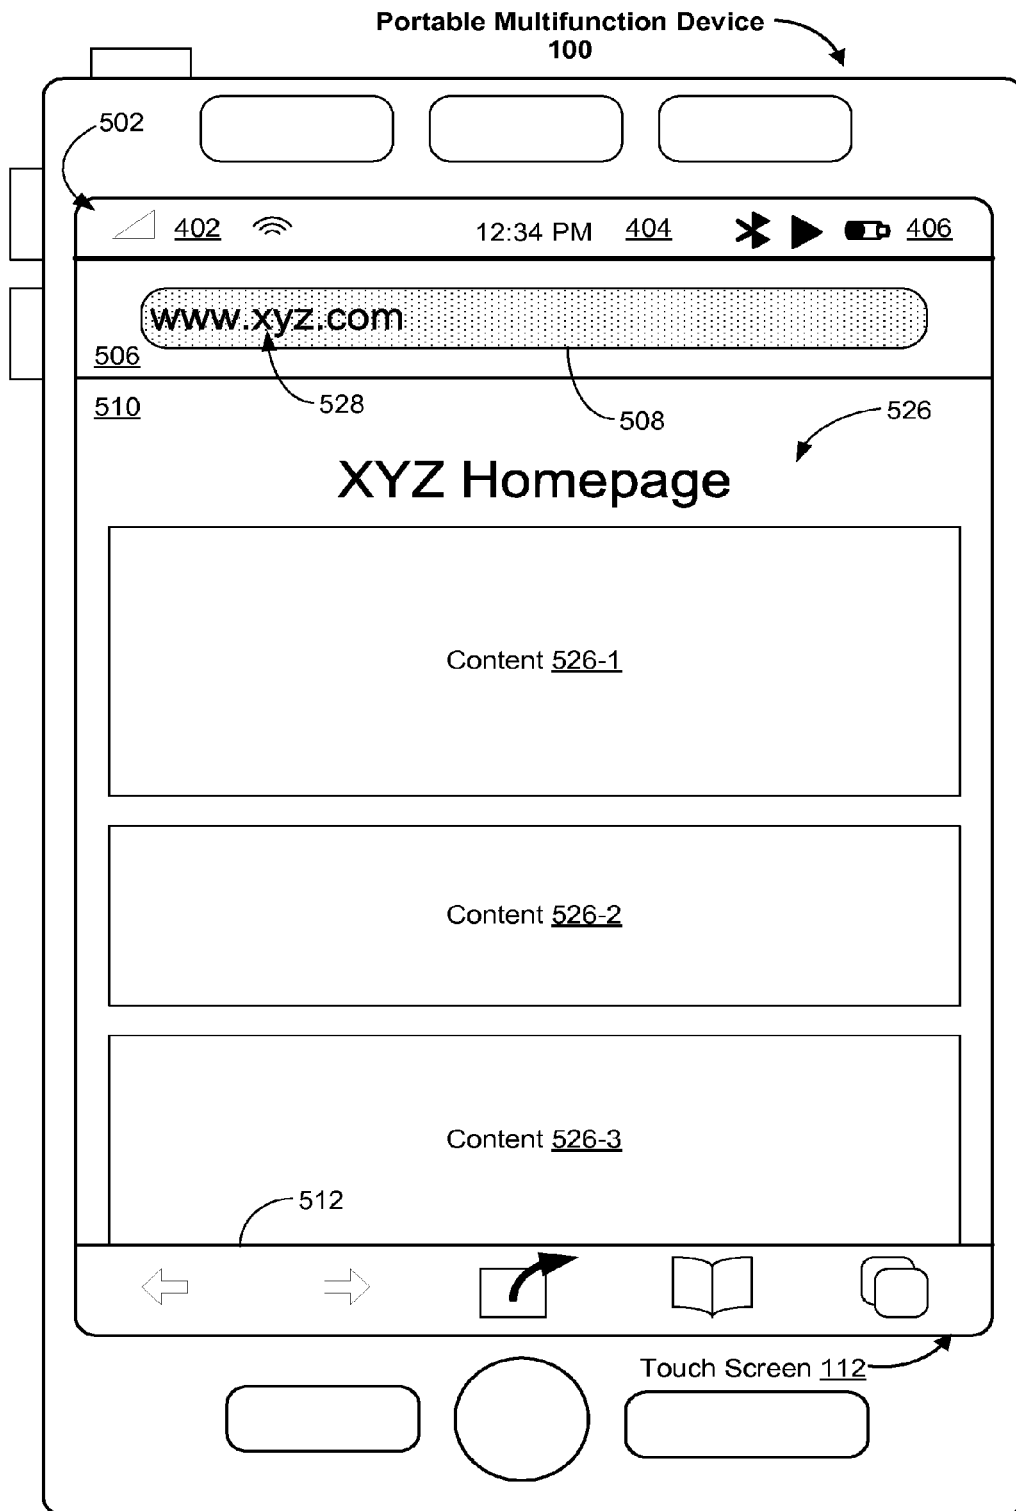 Portable Multifunction Device
100
502
402 12:34 PM 404 406
www.xyz.com
506
528
508
510
526
XYZ Homepage
Content 526-1
Content 526-2
Content 526-3
512
Touch Screen 112